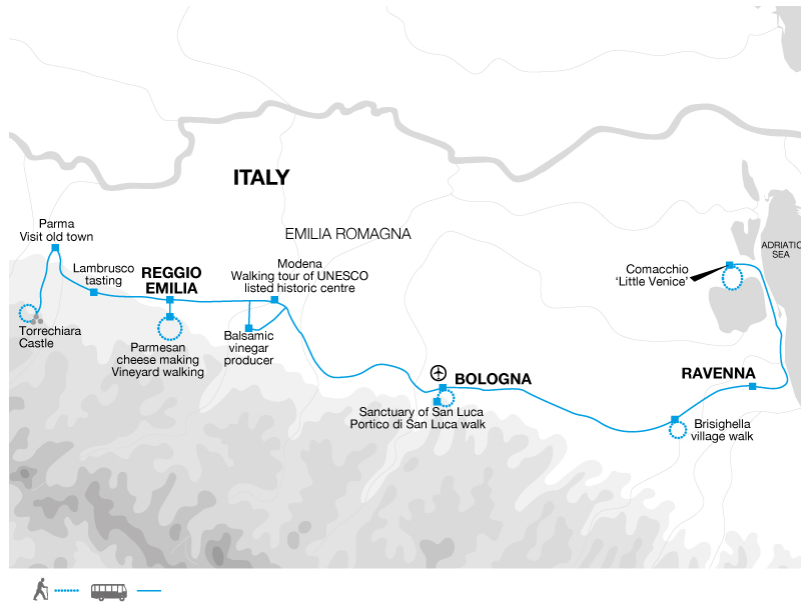 ITALY
EMILIA ROMAGNA
Parma
Visit old town
Lambrusco
tasting
REGGIO
EMILIA
Modena
Walking tour of UNESCO
listed historic centre
Comacchio
‘Little Venice’
ADRIATIC
SEA
Torrechiara
Castle
Parmesan
cheese making
Vineyard walking
Balsamic
vinegar
producer
BOLOGNA
Sanctuary of San Luca
Portico di San Luca walk
RAVENNA
Brisighella
village walk